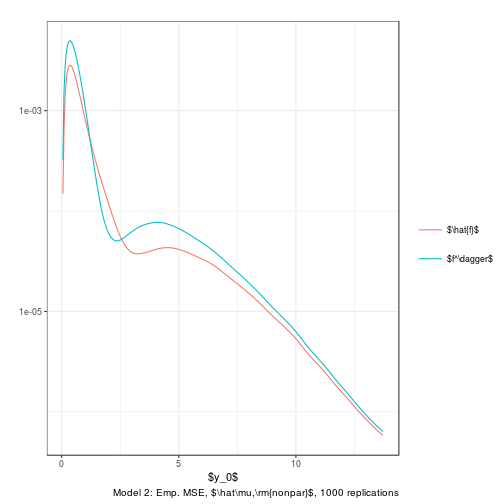 1e-03
1e-05
0
5
10
$y_0$
$\hat{f}$
$f^\dagger$
Model 2: Emp. MSE, $\hat\mu,\rm{nonpar}$, 1000 replications